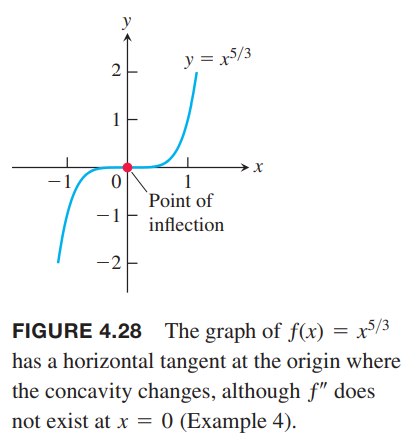 y
y = x^5/3
2
1
x
−1 0 1
Point of
−1 inflection
−2
FIGURE 4.28 The graph of f(x) = x^5/3
has a horizontal tangent at the origin where
the concavity changes, although f″ does
not exist at x = 0 (Example 4).